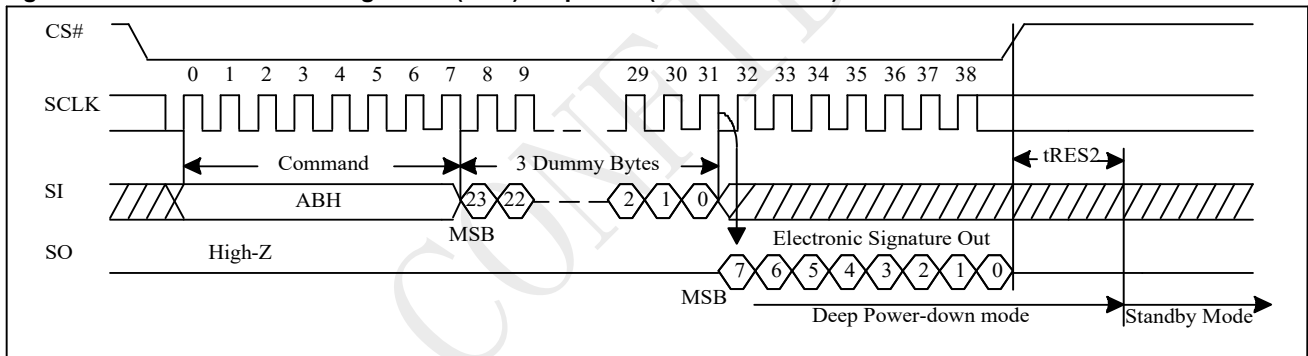 CS#
0 1 2 3 4 5 6 7 8 9 29 30 31 32 33 34 35 36 37 38
SCLK
Command 3 Dummy Bytes tRES2
SI ABH 23 22 2 1 0
MSB
SO High-Z Electronic Signature Out
7 6 5 4 3 2 1 0
MSB
Deep Power-down mode Standby Mode